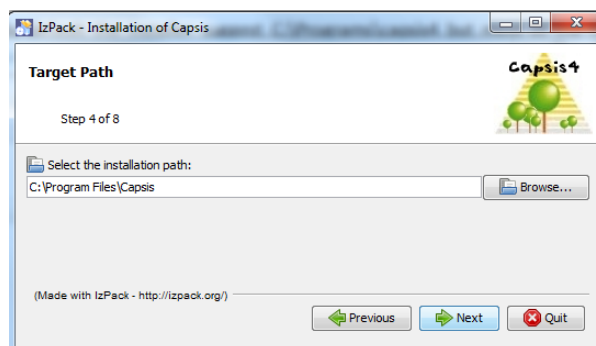 IzPack - Installation of Capsis
Target Path
Capsis4
Step 4 of 8
Select the installation path:
C:\Program Files\Capsis
Browse...
(Made with IzPack - http://izpack.org/)
Previous
Next
Quit